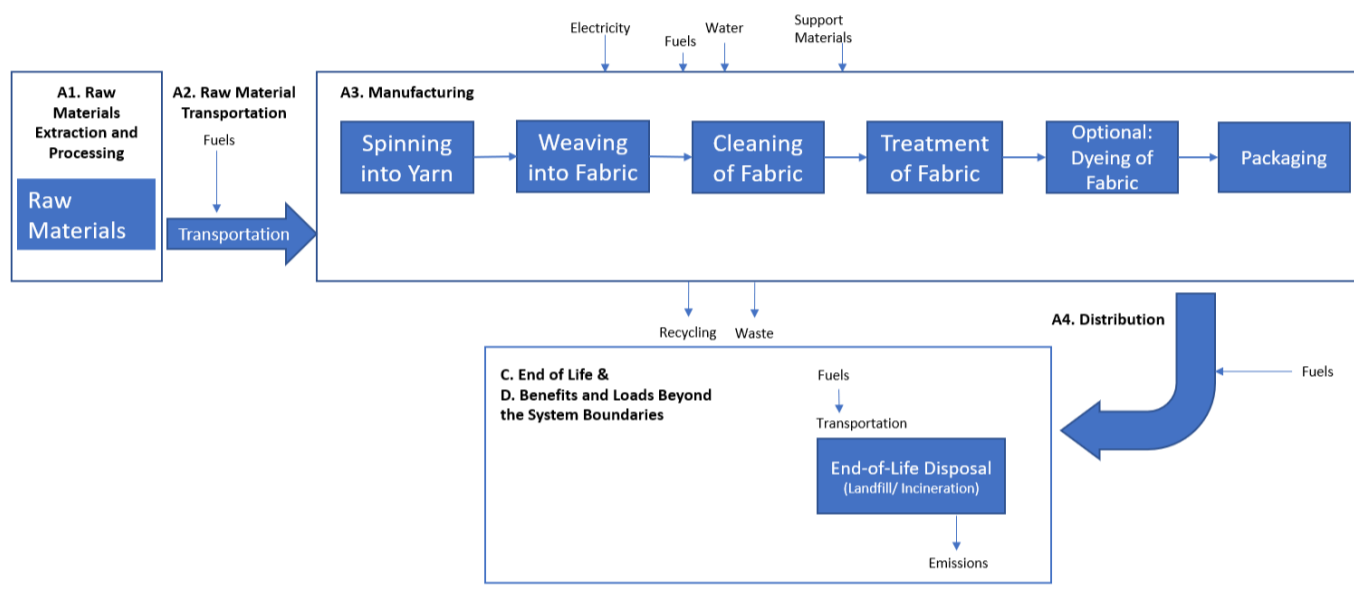 Electricity
Fuels
Water
Support
Materials
A1. Raw
Materials
Extraction and
Processing
Raw
Materials
A2. Raw Material
Transportation
Fuels
Transportation
A3. Manufacturing
Spinning
into Yarn
Weaving
into Fabric
Cleaning
of Fabric
Treatment
of Fabric
Optional:
Dyeing of
Fabric
Packaging
Recycling
Waste
A4. Distribution
Fuels
C. End of Life &
D. Benefits and Loads Beyond
the System Boundaries
Fuels
Transportation
End-of-Life Disposal
(Landfill/ Incineration)
Emissions